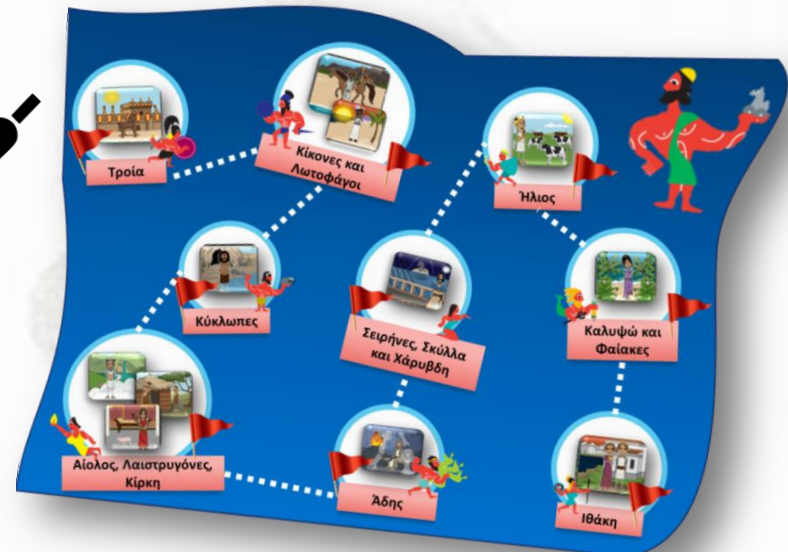 Τροία
Κίκονες και
Λωτοφάγοι
Ήλιος
Κύκλωπες
Σειρήνες, Σκύλλα
και Χάρυβδη
Καλυψώ και
Φαίακες
Αίολος, Λαιστρυγόνες,
Κίρκη
Άδης
Ιθάκη